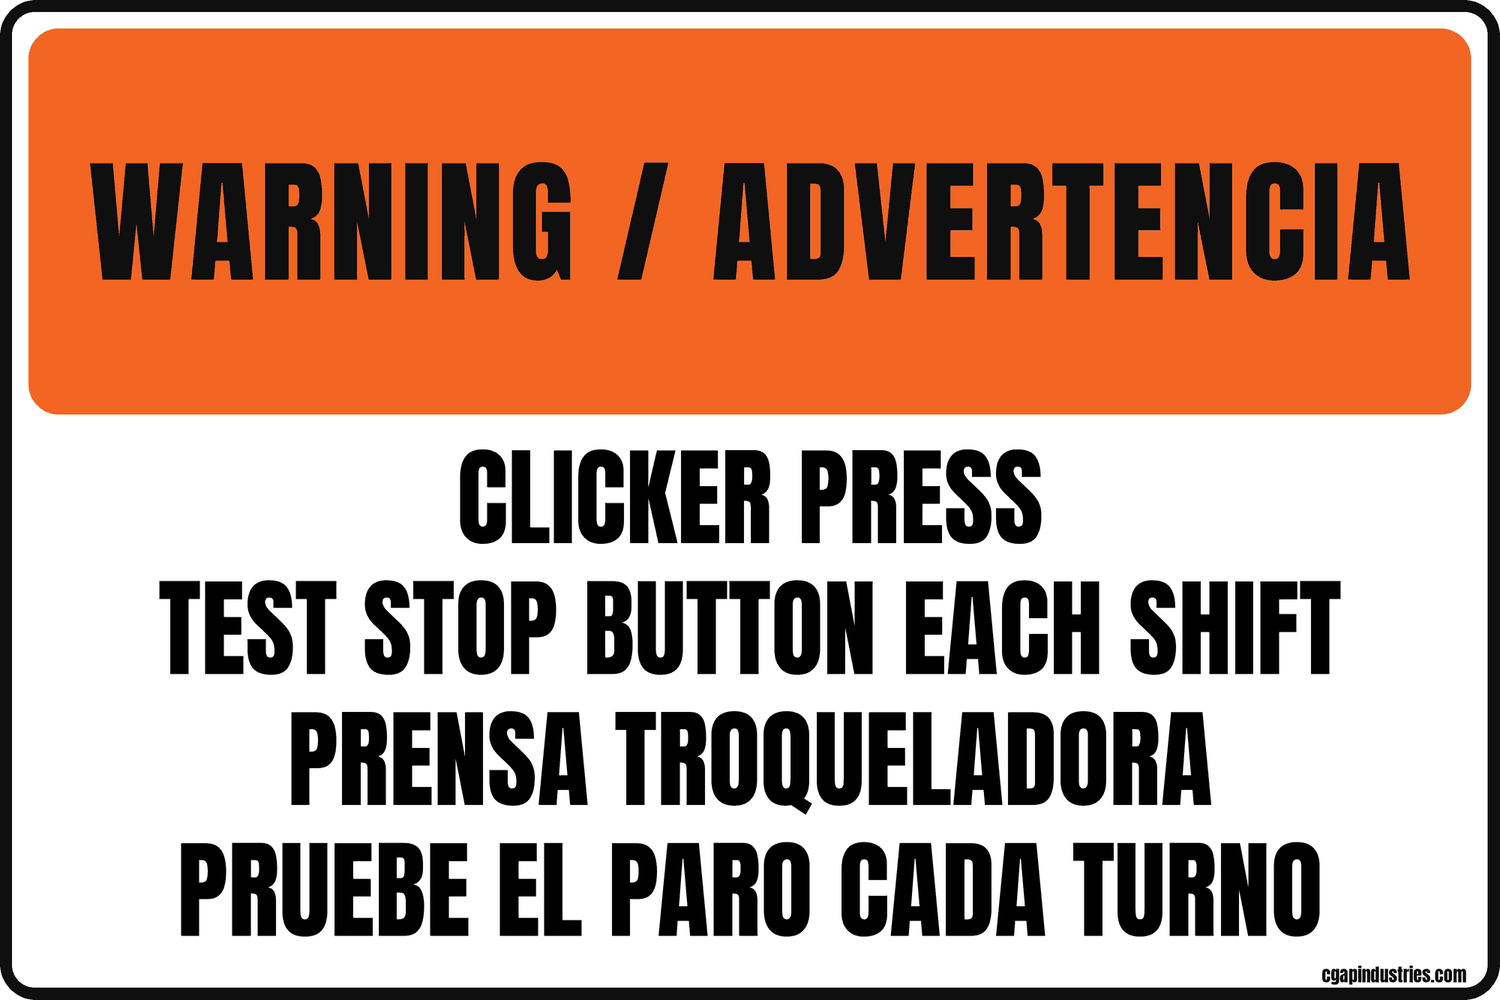 WARNING / ADVERTENCIA
CLICKER PRESS
TEST STOP BUTTON EACH SHIFT
PRENSA TROQUELADORA
PRUEBE EL PARO CADA TURNO
cgapindustries.com